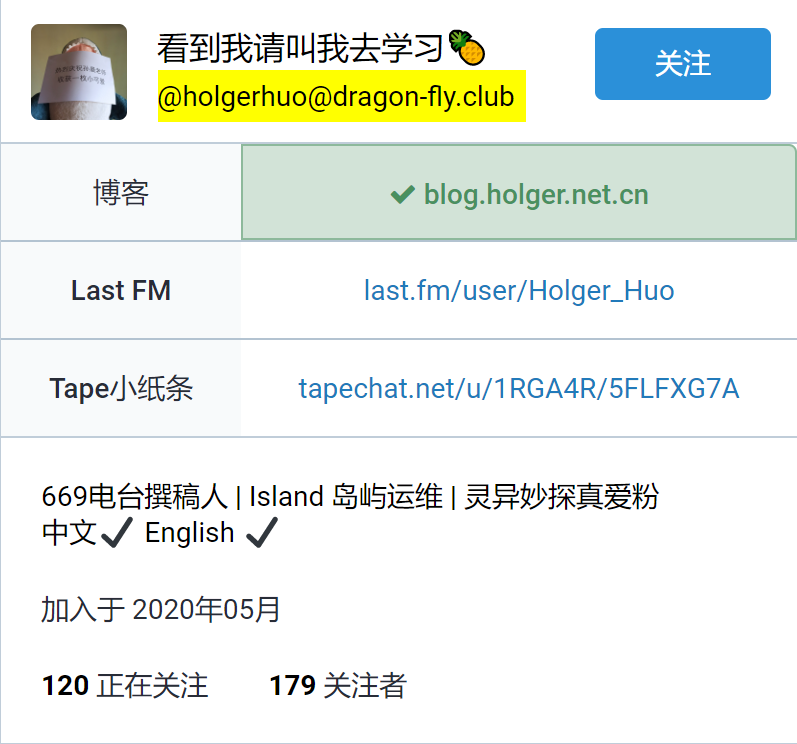 看到我请叫我去学习🍍
@holgerhuo@dragon-fly.club
关注
博客
✔ blog.holger.net.cn
Last FM
last.fm/user/Holger_Huo
Tape小纸条
tapechat.net/u/1RGA4R/5FLFXG7A
669电台撰稿人 | Island 岛屿运维 | 灵异妙探真爱粉
中文✔ English ✔
加入于 2020年05月
120 正在关注 179 关注者